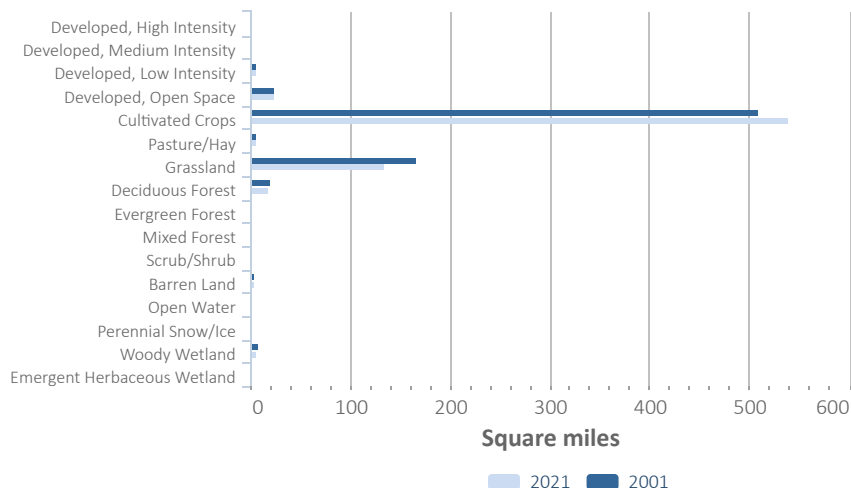 Developed, High Intensity
Developed, Medium Intensity
Developed, Low Intensity
Developed, Open Space
Cultivated Crops
Pasture/Hay
Grassland
Deciduous Forest
Evergreen Forest
Mixed Forest
Scrub/Shrub
Barren Land
Open Water
Perennial Snow/Ice
Woody Wetland
Emergent Herbaceous Wetland
0 100 200 300 400 500 600
Square miles
2021 2001